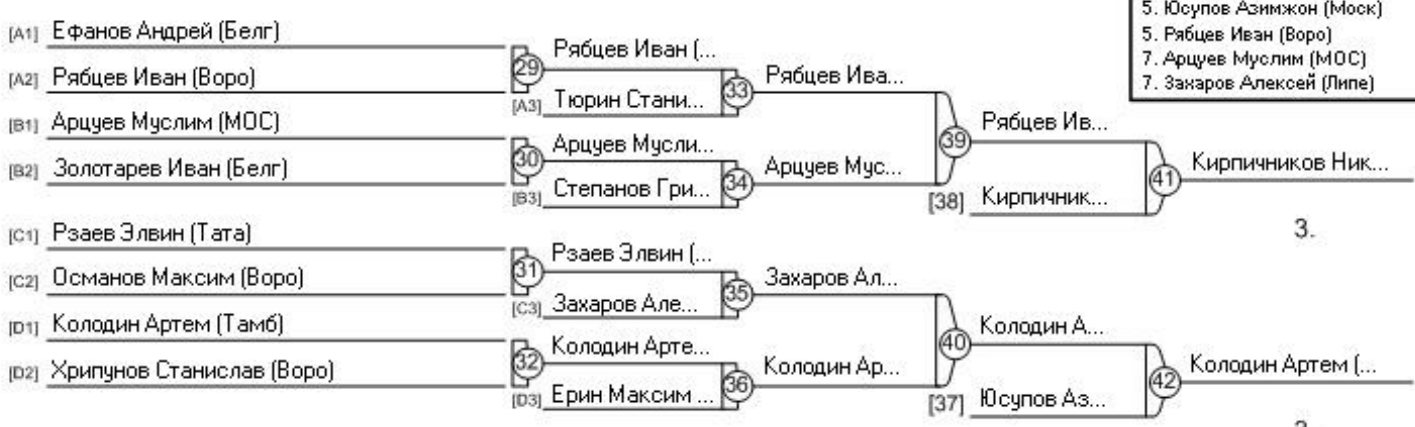 5. Юсупов Азимжон (Моск)
5. Рябцев Иван (Воро)
7. Арцуев Муслим (МОС)
7. Захаров Алексей (Липе)
[A1] Ефанов Андрей (Белг)
[A2] Рябцев Иван (Воро)
[B1] Арцуев Муслим (МОС)
[B2] Золотарев Иван (Белг)
[C1] Рзаев Элвин (Тата)
[C2] Османов Максим (Воро)
[D1] Колодин Артем (Тамб)
[D2] Хрипунов Станислав (Воро)
29
Рябцев Иван (...
[A3] Тюрин Стани...
30
Арцуев Мусли...
[B3] Степанов Гри...
31
Рзаев Элвин (...
[C3] Захаров Але...
32
Колодин Арте...
[D3] Ерин Максим ...
33
Рябцев Ива...
34
Арцуев Мус...
35
Захаров Ал...
36
Колодин Ар...
39
Рябцев Ив...
[38] Кирпичник...
40
Колодин А...
[37] Юсупов Аз...
41
Кирпичников Ник...
3.
42
Колодин Артем (...